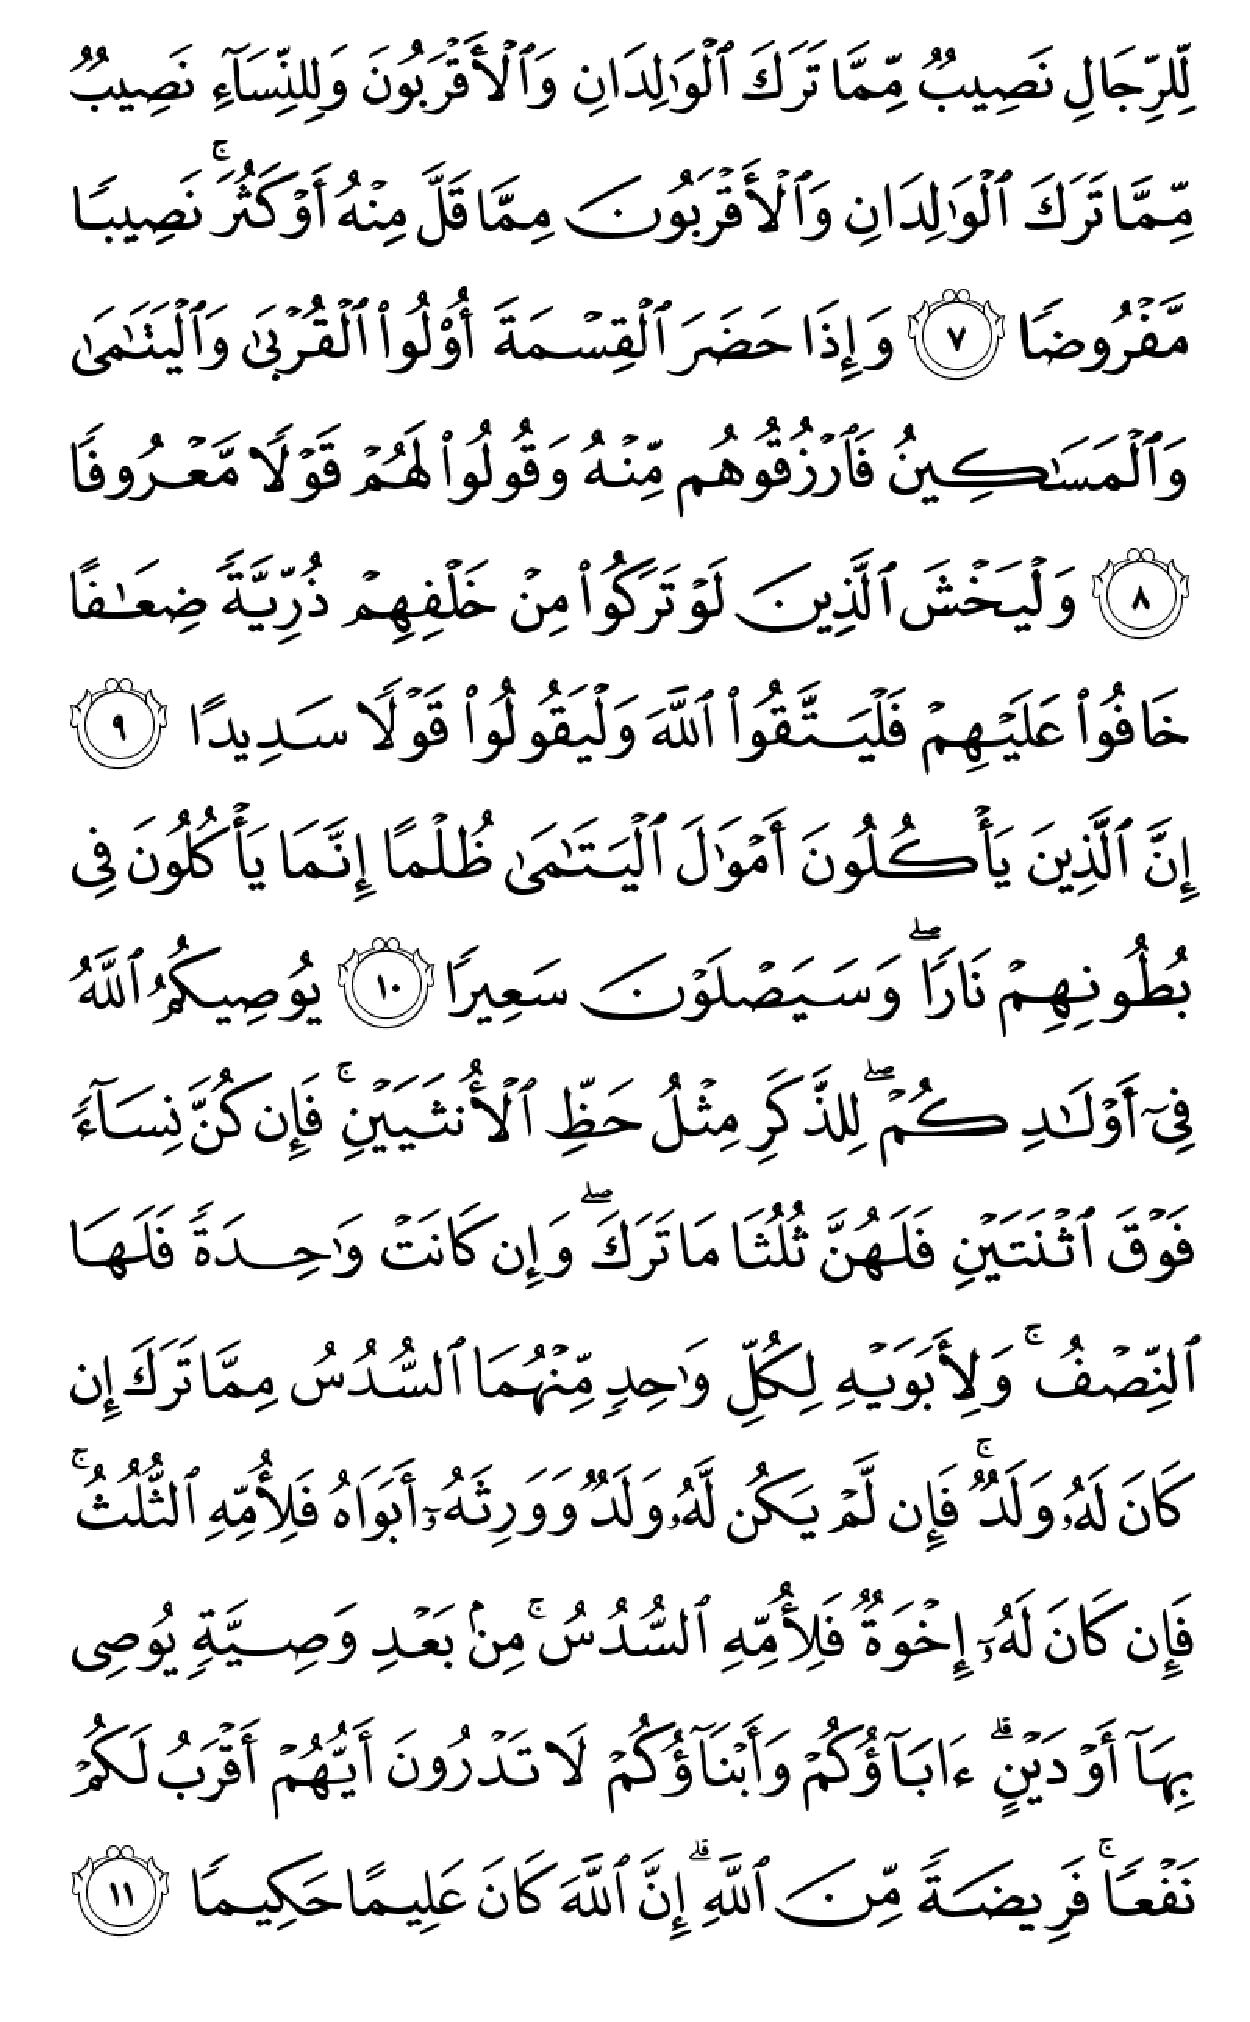 لِّلرِّجَالِ نَصِيبٌ مِّمَّا تَرَكَ ٱلْوَٰلِدَانِ وَٱلْأَقْرَبُونَ وَلِلنِّسَآءِ نَصِيبٌ
مِّمَّا تَرَكَ ٱلْوَٰلِدَانِ وَٱلْأَقْرَبُونَ مِمَّا قَلَّ مِنْهُ أَوْ كَثُرَ ۚ نَصِيبًا
مَّفْرُوضًا ٧ وَإِذَا حَضَرَ ٱلْقِسْمَةَ أُو۟لُوا۟ ٱلْقُرْبَىٰ وَٱلْيَتَـٰمَىٰ
وَٱلْمَسَـٰكِينُ فَٱرْزُقُوهُم مِّنْهُ وَقُولُوا۟ لَهُمْ قَوْلًا مَّعْرُوفًا
٨ وَلْيَخْشَ ٱلَّذِينَ لَوْ تَرَكُوا۟ مِنْ خَلْفِهِمْ ذُرِّيَّةً ضِعَـٰفًا
خَافُوا۟ عَلَيْهِمْ فَلْيَتَّقُوا۟ ٱللَّهَ وَلْيَقُولُوا۟ قَوْلًا سَدِيدًا ٩
إِنَّ ٱلَّذِينَ يَأْكُلُونَ أَمْوَٰلَ ٱلْيَتَـٰمَىٰ ظُلْمًا إِنَّمَا يَأْكُلُونَ فِى
بُطُونِهِمْ نَارًا ۖ وَسَيَصْلَوْنَ سَعِيرًا ١٠ يُوصِيكُمُ ٱللَّهُ
فِىٓ أَوْلَـٰدِكُمْ ۖ لِلذَّكَرِ مِثْلُ حَظِّ ٱلْأُنثَيَيْنِ ۚ فَإِن كُنَّ نِسَآءً
فَوْقَ ٱثْنَتَيْنِ فَلَهُنَّ ثُلُثَا مَا تَرَكَ ۖ وَإِن كَانَتْ وَٰحِدَةً فَلَهَا
ٱلنِّصْفُ ۚ وَلِأَبَوَيْهِ لِكُلِّ وَٰحِدٍ مِّنْهُمَا ٱلسُّدُسُ مِمَّا تَرَكَ إِن
كَانَ لَهُۥ وَلَدٌ ۚ فَإِن لَّمْ يَكُن لَّهُۥ وَلَدٌ وَوَرِثَهُۥٓ أَبَوَاهُ فَلِأُمِّهِ ٱلثُّلُثُ ۚ
فَإِن كَانَ لَهُۥٓ إِخْوَةٌ فَلِأُمِّهِ ٱلسُّدُسُ ۚ مِنۢ بَعْدِ وَصِيَّةٍ يُوصِى
بِهَآ أَوْ دَيْنٍ ۗ ءَابَآؤُكُمْ وَأَبْنَآؤُكُمْ لَا تَدْرُونَ أَيُّهُمْ أَقْرَبُ لَكُمْ
نَفْعًا ۚ فَرِيضَةً مِّنَ ٱللَّهِ ۗ إِنَّ ٱللَّهَ كَانَ عَلِيمًا حَكِيمًا ١١